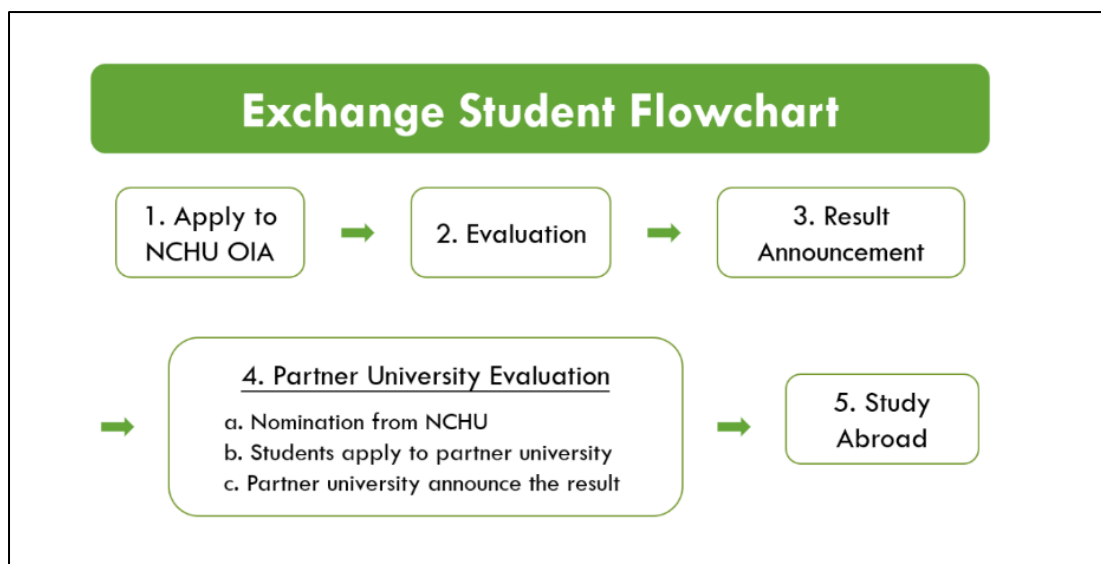 Exchange Student Flowchart
1. Apply to
NCHU OIA
2. Evaluation
3. Result
Announcement
4. Partner University Evaluation
a. Nomination from NCHU
b. Students apply to partner university
c. Partner university announce the result
5. Study
Abroad